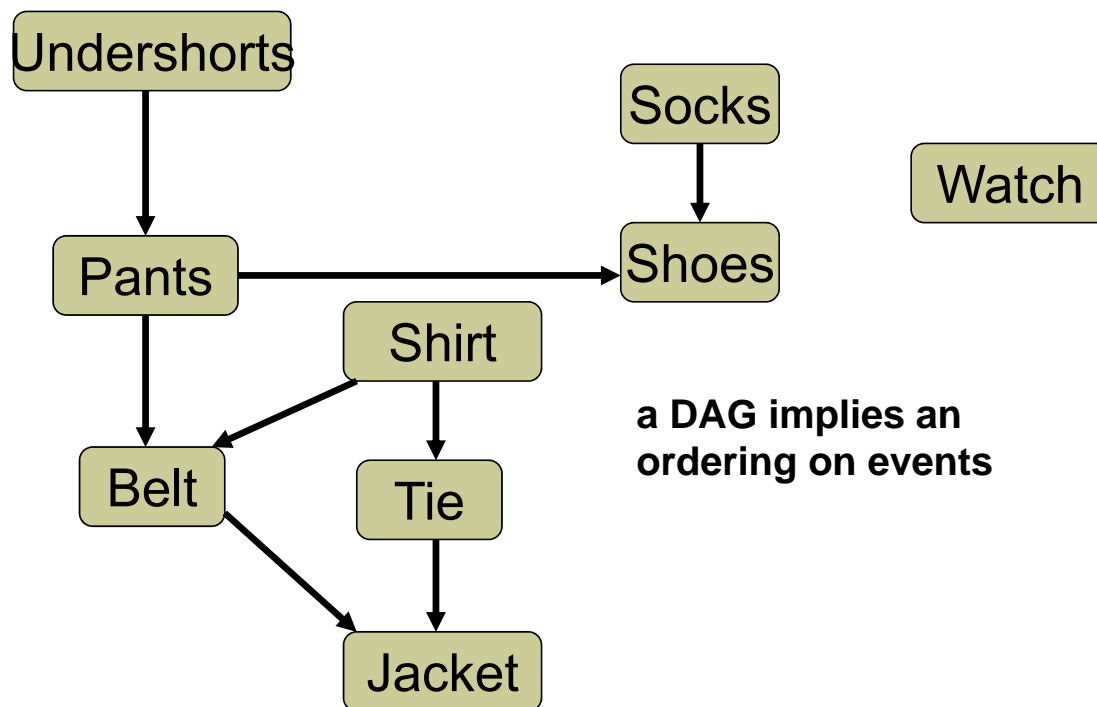 Undershorts
Socks
Watch
Pants
Shoes
Shirt
a DAG implies an
ordering on events
Belt
Tie
Jacket